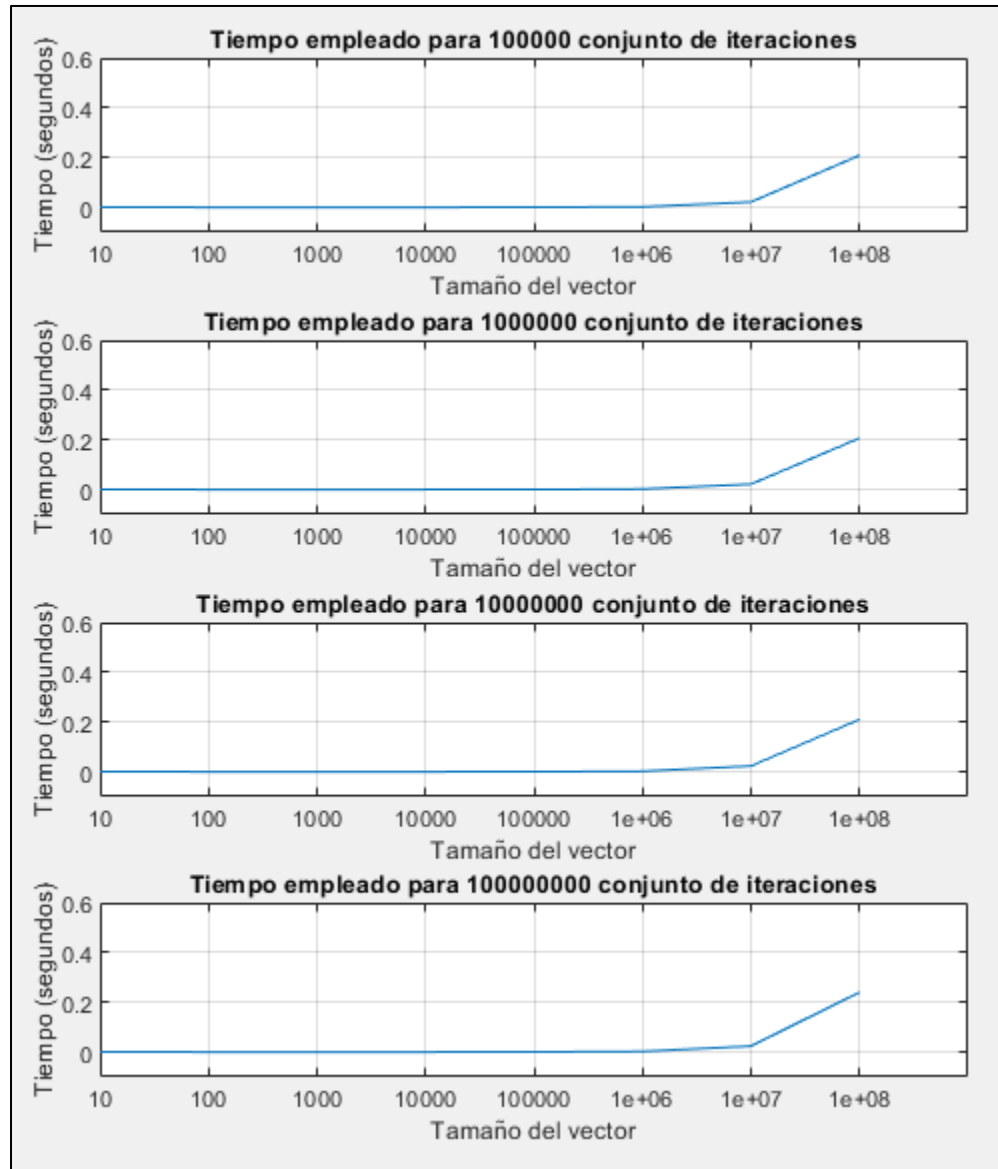 Tiempo empleado para 100000 conjunto de iteraciones
Tiempo (segundos)
0.6
0.4
0.2
0
10 100 1000 10000 100000 1e+06 1e+07 1e+08
Tamaño del vector
Tiempo empleado para 1000000 conjunto de iteraciones
Tiempo (segundos)
0.6
0.4
0.2
0
10 100 1000 10000 100000 1e+06 1e+07 1e+08
Tamaño del vector
Tiempo empleado para 10000000 conjunto de iteraciones
Tiempo (segundos)
0.6
0.4
0.2
0
10 100 1000 10000 100000 1e+06 1e+07 1e+08
Tamaño del vector
Tiempo empleado para 100000000 conjunto de iteraciones
Tiempo (segundos)
0.6
0.4
0.2
0
10 100 1000 10000 100000 1e+06 1e+07 1e+08
Tamaño del vector